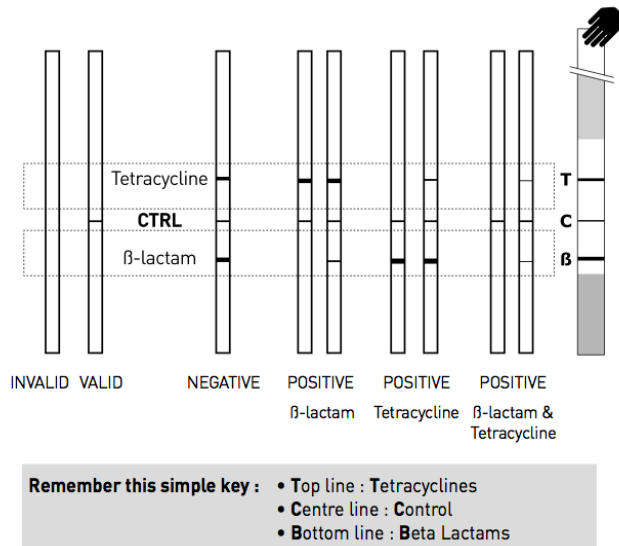 Tetracycline
T
CTRL
C
ß-lactam
ß
INVALID VALID NEGATIVE POSITIVE POSITIVE POSITIVE
ß-lactam Tetracycline ß-lactam &
Tetracycline
Remember this simple key : • Top line : Tetracyclines
• Centre line : Control
• Bottom line : Beta Lactams